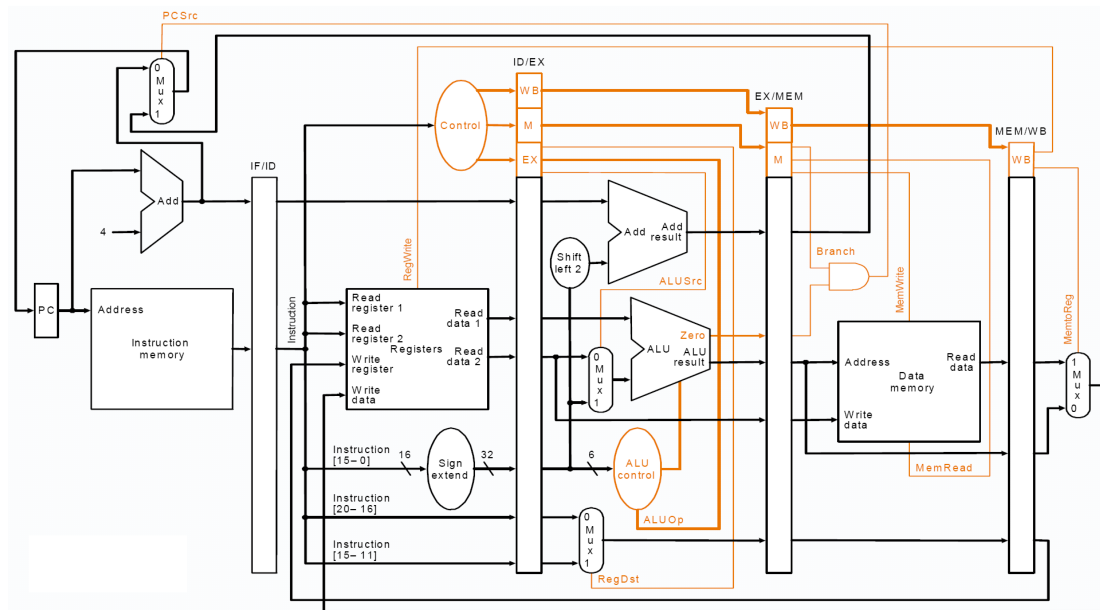 PCSrc
0
M
u
x
1
ID/EX
WB
Control
M
EX
EX/MEM
WB
M
MEM/WB
WB
IF/ID
Add
4
Add
Add
result
Shift
left 2
RegWrite
ALUSrc
Branch
MemWrite
MemtoReg
PC
Address
Instruction
memory
Instruction
Read
register 1
Read
register 2
Write
register
Write
data
Registers
Read
data 1
Read
data 2
0
M
u
x
1
Zero
ALU
ALU
result
Address
Write
data
Data
memory
Read
data
1
M
u
x
0
MemRead
Instruction
[15–0]
16
Sign
extend
32
6
ALU
control
ALUOp
Instruction
[20–16]
Instruction
[15–11]
0
M
u
x
1
RegDst